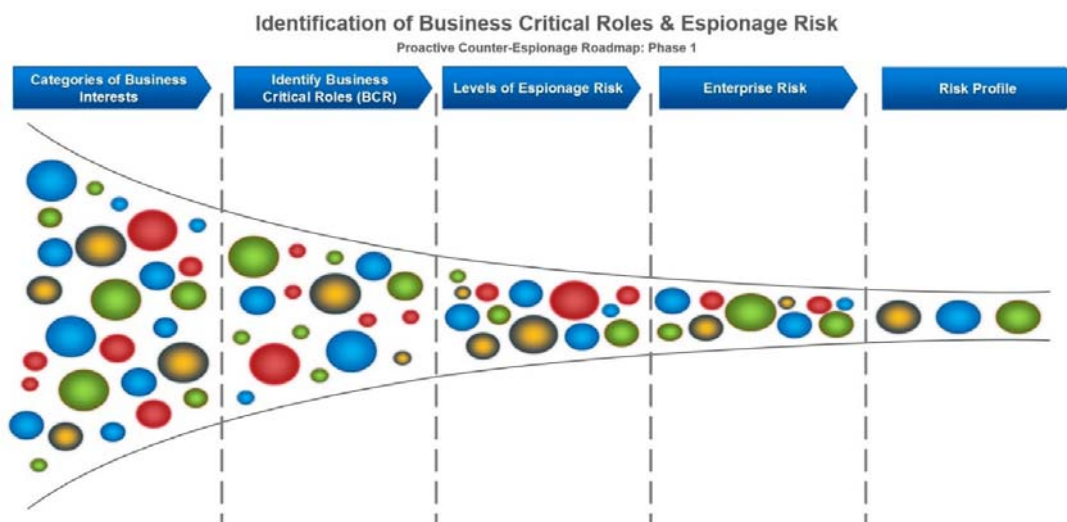 Identification of Business Critical Roles & Espionage Risk
Proactive Counter-Espionage Roadmap: Phase 1
Categories of Business
Interests
Identify Business
Critical Roles (BCR)
Levels of Espionage Risk
Enterprise Risk
Risk Profile